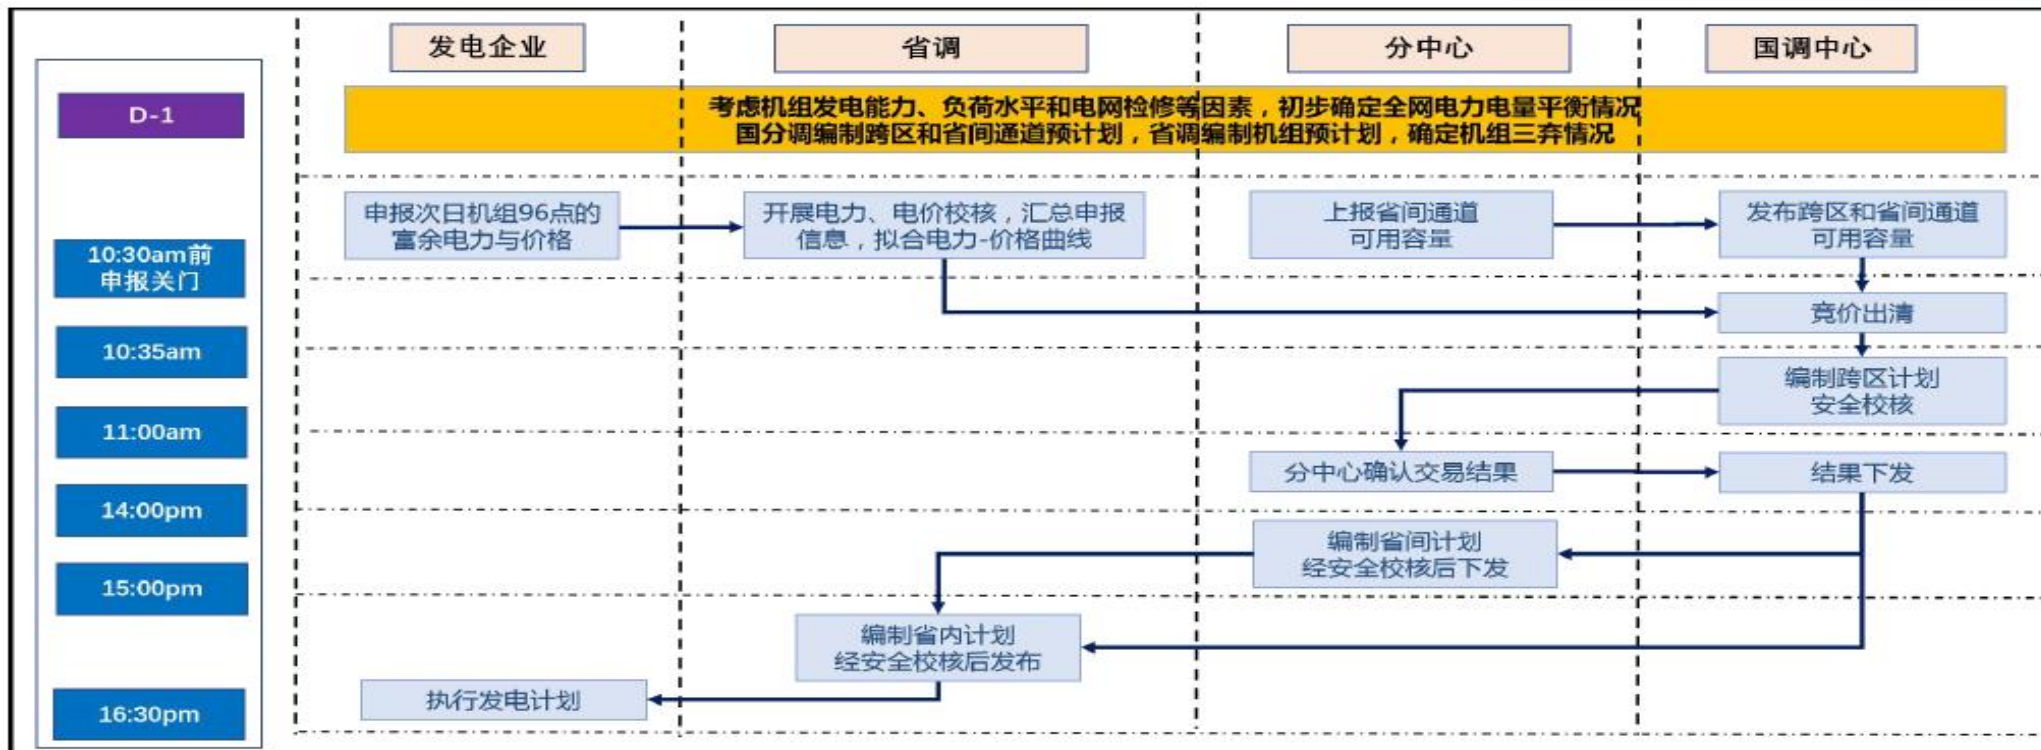 发电企业
省调
分中心
国调中心
D-1
考虑机组发电能力、负荷水平和电网检修等因素，初步确定全网电力电量平衡情况
国分调编制跨区和省间通道预计划，省调编制机组预计划，确定机组三弃情况
申报次日机组96点的
富余电力与价格
开展电力、电价校核，汇总申报
信息，拟合电力-价格曲线
上报省间通道
可用容量
发布跨区和省间通道
可用容量
10:30am前
申报关门
竞价出清
10:35am
编制跨区计划
安全校核
11:00am
分中心确认交易结果
结果下发
14:00pm
编制省间计划
经安全校核后下发
15:00pm
编制省内计划
经安全校核后发布
执行发电计划
16:30pm